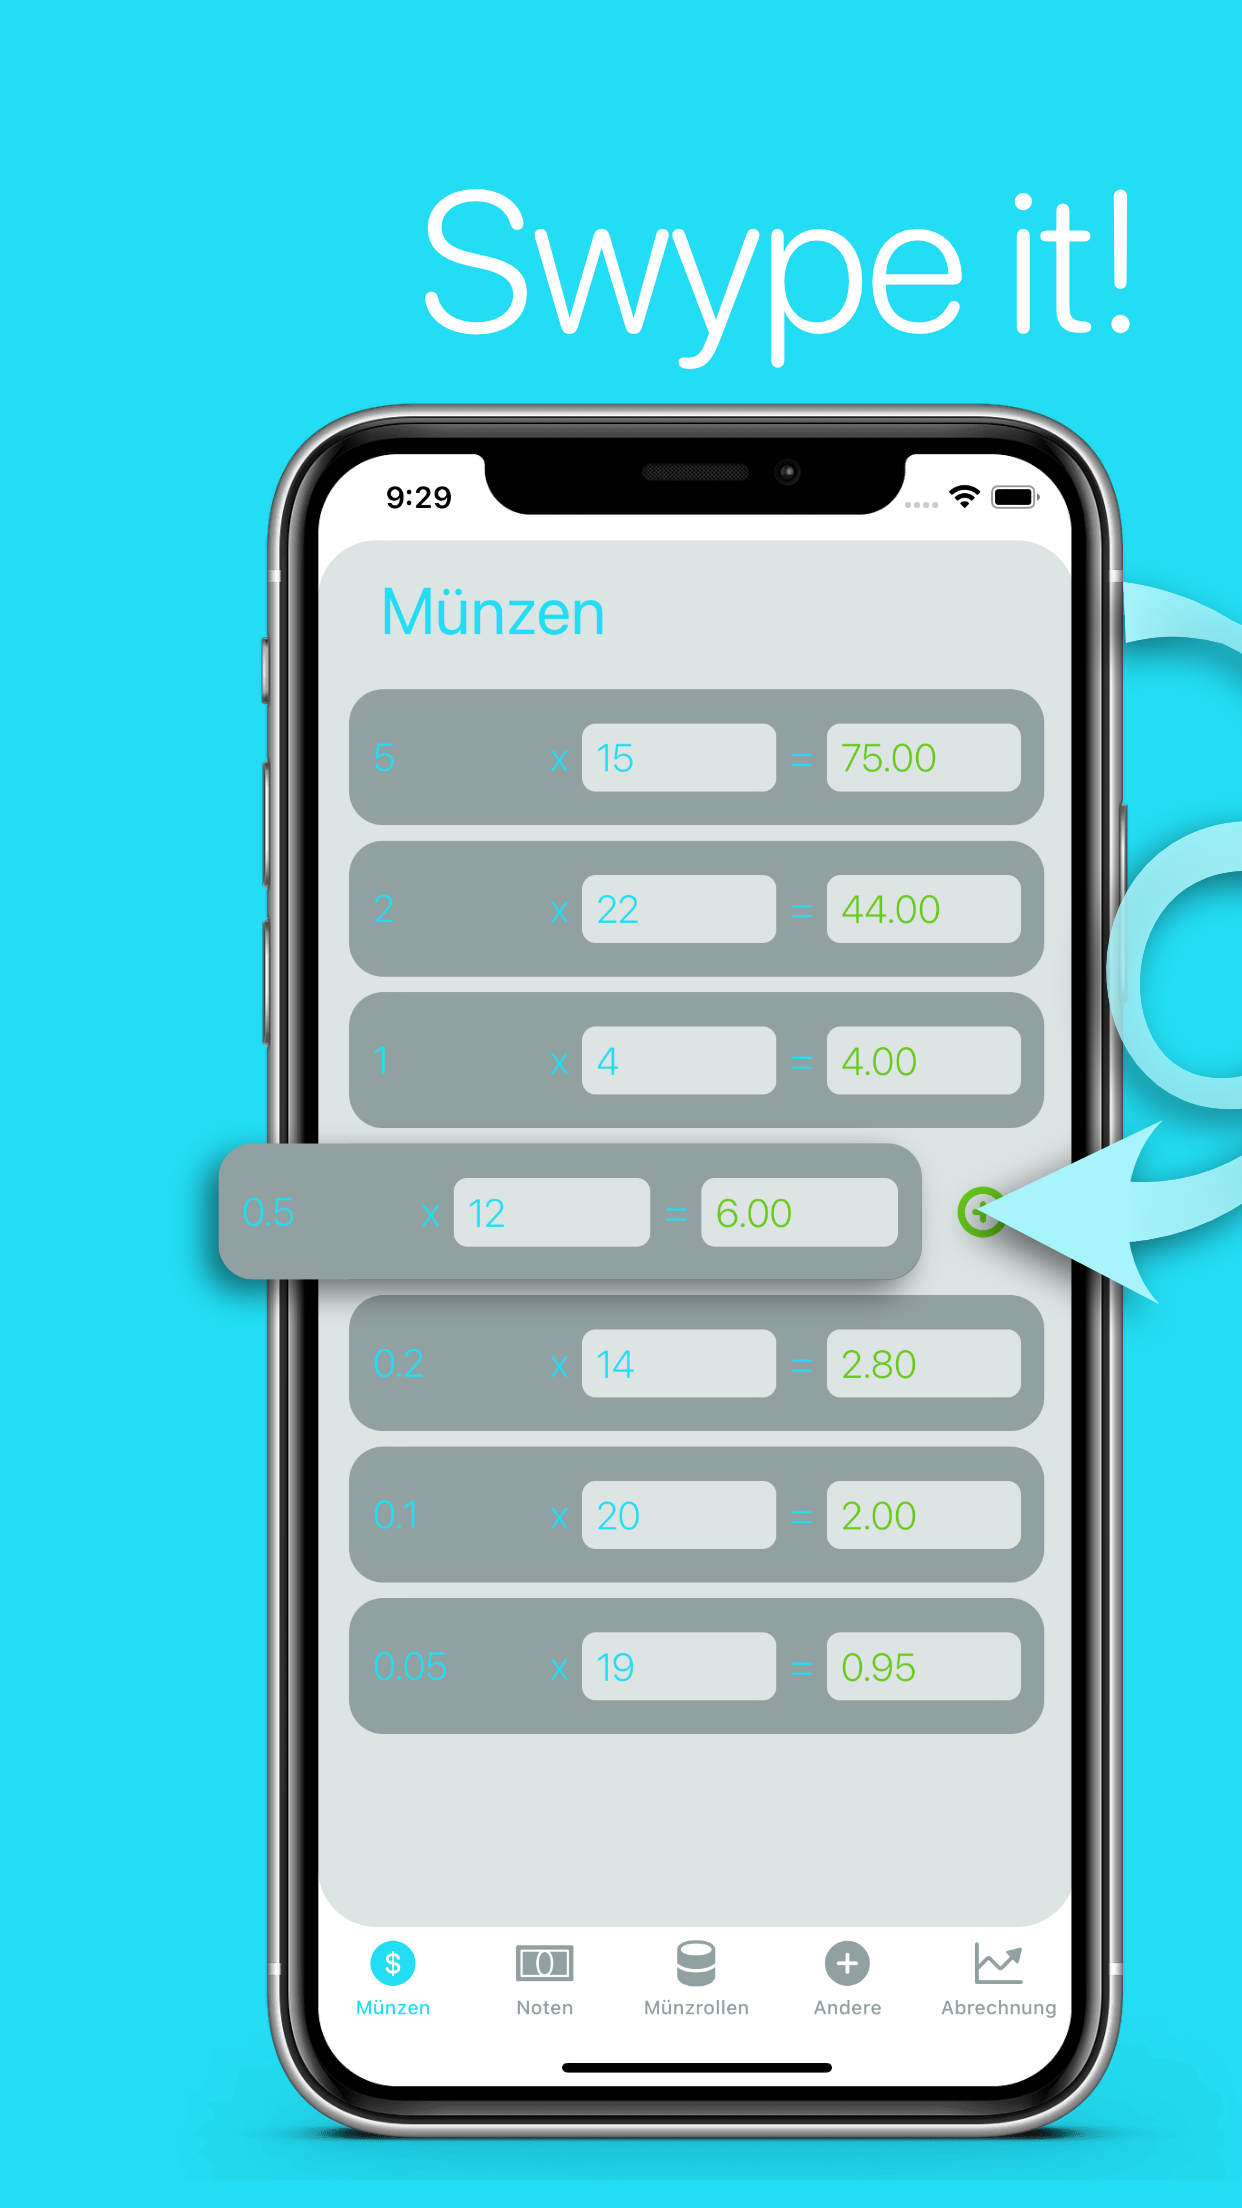 Swype it!
9:29
Münzen
5 x 15 = 75.00
2 x 22 = 44.00
1 x 4 = 4.00
0.5 x 12 = 6.00
0.2 x 14 = 2.80
0.1 x 20 = 2.00
0.05 x 19 = 0.95
Münzen Noten Münzrollen Andere Abrechnung